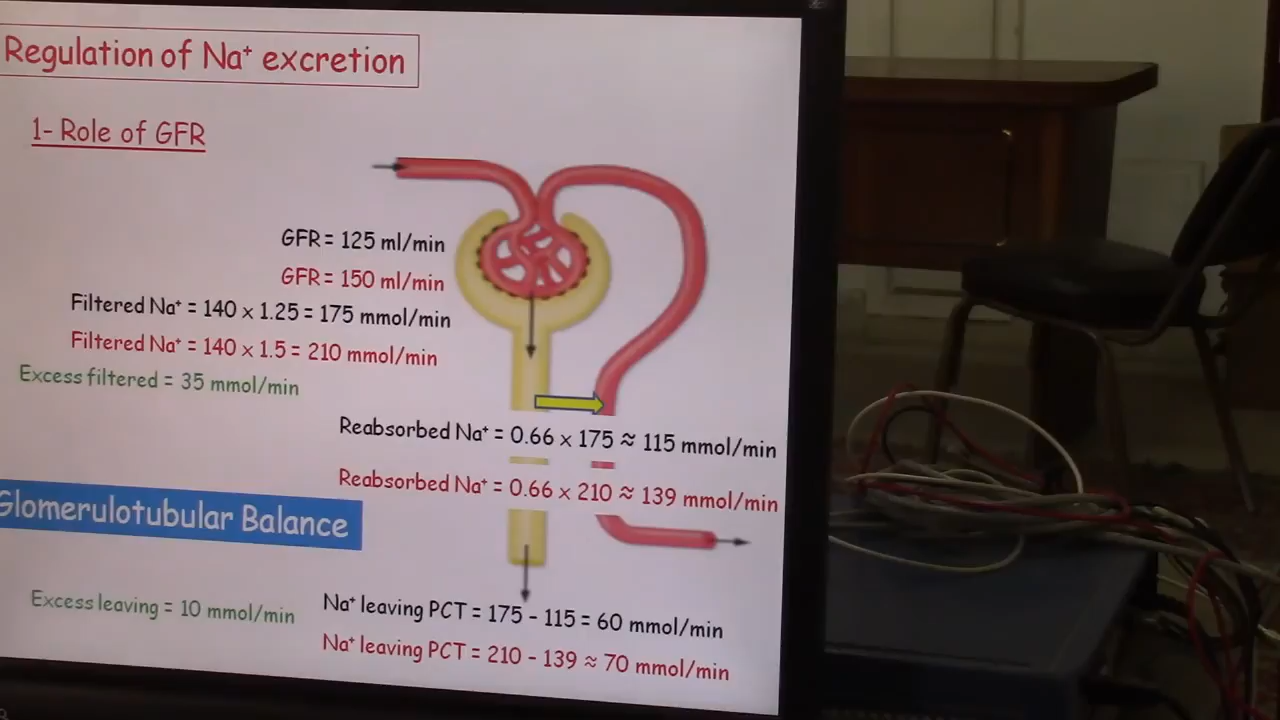 Regulation of Na⁺ excretion
1- Role of GFR
GFR = 125 ml/min
GFR = 150 ml/min
Filtered Na⁺ = 140 x 1.25 = 175 mmol/min
Filtered Na⁺ = 140 x 1.5 = 210 mmol/min
Excess filtered = 35 mmol/min
Reabsorbed Na⁺ = 0.66 x 175 ≈ 115 mmol/min
Reabsorbed Na⁺ = 0.66 x 210 ≈ 139 mmol/min
Glomerulotubular Balance
Excess leaving = 10 mmol/min
Na⁺ leaving PCT = 175 - 115 = 60 mmol/min
Na⁺ leaving PCT = 210 - 139 ≈ 70 mmol/min